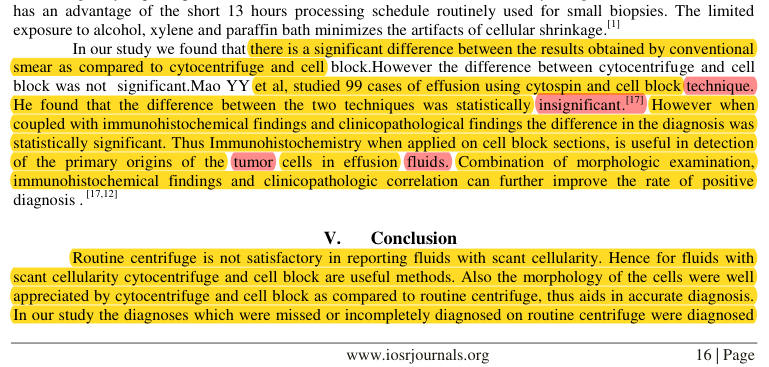 has an advantage of the short 13 hours processing schedule routinely used for small biopsies. The limited
exposure to alcohol, xylene and paraffin bath minimizes the artifacts of cellular shrinkage.[1]
In our study we found that there is a significant difference between the results obtained by conventional
smear as compared to cytocentrifuge and cell block.However the difference between cytocentrifuge and cell
block was not significant.Mao YY et al, studied 99 cases of effusion using cytospin and cell block technique.
He found that the difference between the two techniques was statistically insignificant.[17] However when
coupled with immunohistochemical findings and clinicopathological findings the difference in the diagnosis was
statistically significant. Thus Immunohistochemistry when applied on cell block sections, is useful in detection
of the primary origins of the tumor cells in effusion fluids. Combination of morphologic examination,
immunohistochemical findings and clinicopathologic correlation can further improve the rate of positive
diagnosis .[17,12]
V. Conclusion
Routine centrifuge is not satisfactory in reporting fluids with scant cellularity. Hence for fluids with
scant cellularity cytocentrifuge and cell block are useful methods. Also the morphology of the cells were well
appreciated by cytocentrifuge and cell block as compared to routine centrifuge, thus aids in accurate diagnosis.
In our study the diagnoses which were missed or incompletely diagnosed on routine centrifuge were diagnosed
www.iosrjournals.org 16 | Page